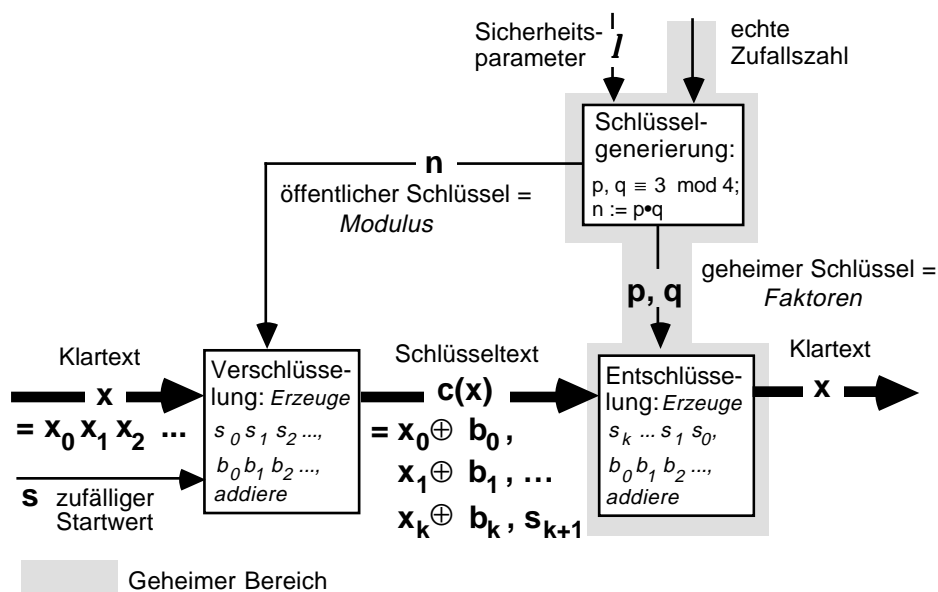 Sicherheits-
parameter l
echte
Zufallszahl
Schlüssel-
generierung:
p, q ≡ 3 mod 4;
n := p•q
n
öffentlicher Schlüssel =
Modulus
p, q
geheimer Schlüssel =
Faktoren
Klartext
x
= x0 x1 x2 ...
s zufälliger
Startwert
Verschlüsse-
lung: Erzeuge
s0 s1 s2 ...,
b0 b1 b2 ...,
addiere
Schlüsseltext
c(x)
= x0 ⊕ b0 ,
x1 ⊕ b1 , ...
xk ⊕ bk , sk+1
Entschlüsse-
lung: Erzeuge
sk ... s1 s0,
b0 b1 b2 ...,
addiere
Klartext
x
Geheimer Bereich